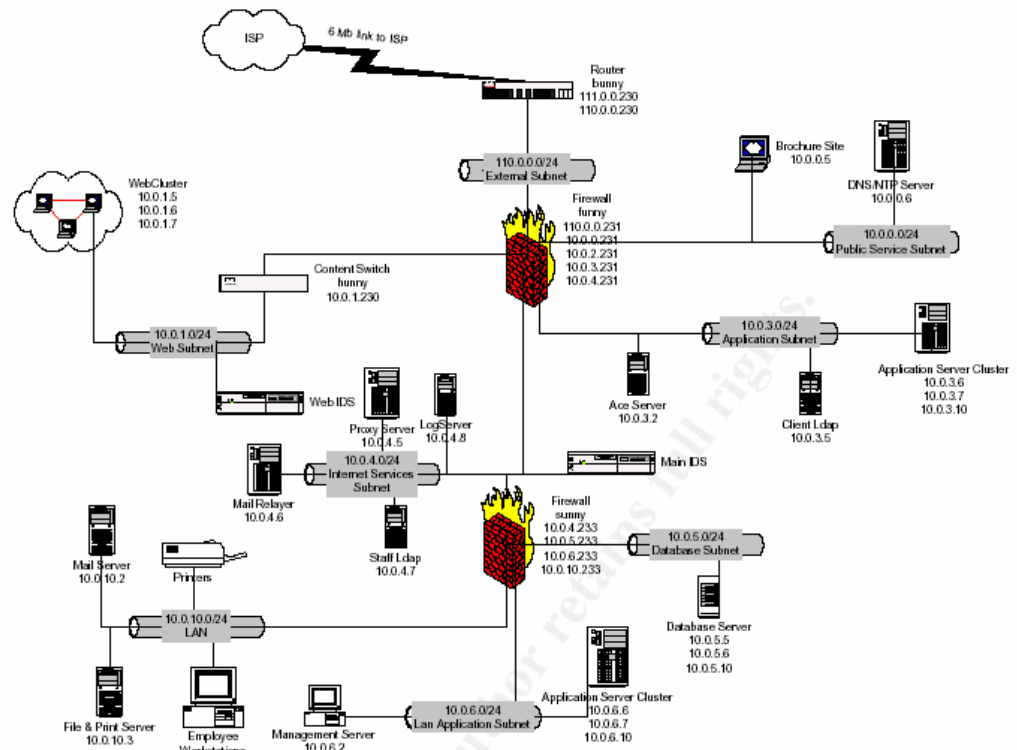 ISP
6 Mb link to ISP
Router
bunny
111.0.0.230
110.0.0.230
110.0.0.0/24
External Subnet
Brochure Site
10.0.0.5
DNS/NTP Server
10.0.0.6
WebCluster
10.0.1.5
10.0.1.6
10.0.1.7
Firewall
funny
110.0.0.231
10.0.0.231
10.0.2.231
10.0.3.231
10.0.4.231
10.0.0.0/24
Public Service Subnet
Content Switch
hunny
10.0.1.230
10.0.1.0/24
Web Subnet
10.0.3.0/24
Application Subnet
Application Server Cluster
10.0.3.6
10.0.3.7
10.0.3.10
Ace Server
10.0.3.2
Client Ldap
10.0.3.5
Web IDS
Proxy Server
10.0.4.5
LogServer
10.0.4.8
10.0.4.0/24
Internet Services
Subnet
Main IDS
Mail Relayer
10.0.4.6
Staff Ldap
10.0.4.7
Firewall
sunny
10.0.4.233
10.0.5.233
10.0.6.233
10.0.10.233
10.0.5.0/24
Database Subnet
Mail Server
10.0.10.2
Printers
10.0.10.0/24
LAN
Database Server
10.0.5.5
10.0.5.6
10.0.5.10
File & Print Server
10.0.10.3
Employee
Workstations
Management Server
10.0.6.2
10.0.6.0/24
Lan Application Subnet
Application Server Cluster
10.0.6.6
10.0.6.7
10.0.6.10
hor retains full rights.